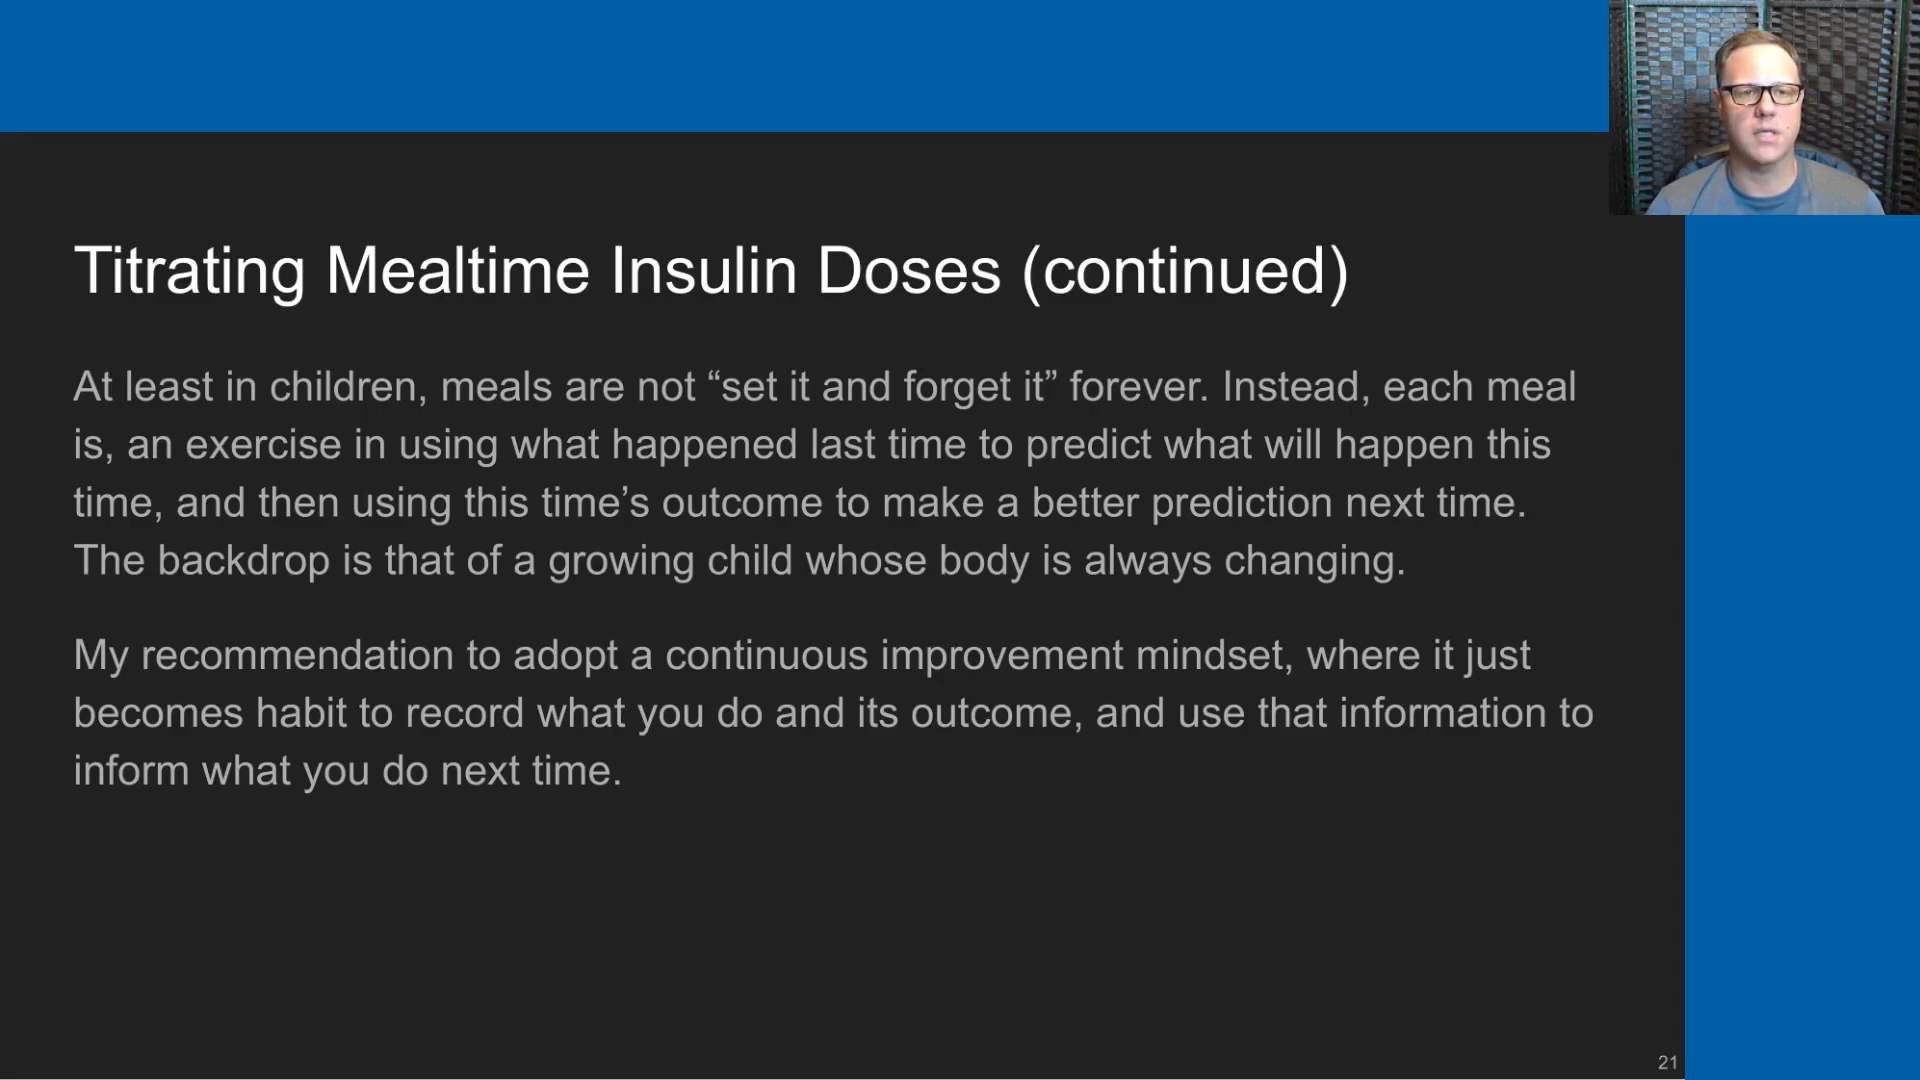 Titrating Mealtime Insulin Doses (continued)
At least in children, meals are not “set it and forget it” forever. Instead, each meal
is, an exercise in using what happened last time to predict what will happen this
time, and then using this time’s outcome to make a better prediction next time.
The backdrop is that of a growing child whose body is always changing.
My recommendation to adopt a continuous improvement mindset, where it just
becomes habit to record what you do and its outcome, and use that information to
inform what you do next time.
21